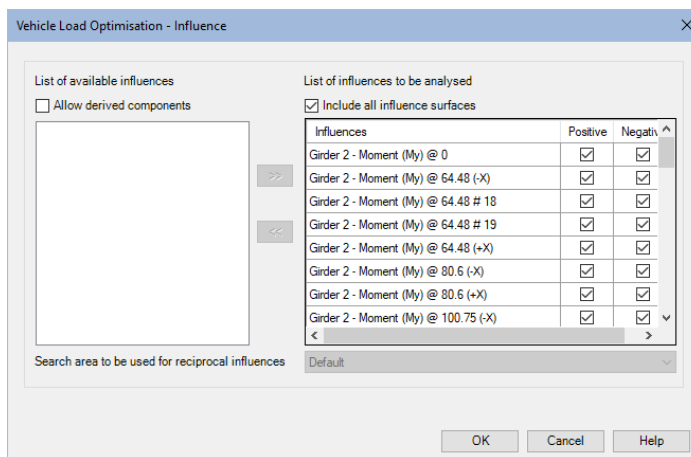 Vehicle Load Optimisation - Influence
List of available influences
List of influences to be analysed
Allow derived components
Include all influence surfaces
Influences Positive Negativ
Girder 2 - Moment (My) @ 0
Girder 2 - Moment (My) @ 64.48 (-X)
Girder 2 - Moment (My) @ 64.48 # 18
Girder 2 - Moment (My) @ 64.48 # 19
Girder 2 - Moment (My) @ 64.48 (+X)
Girder 2 - Moment (My) @ 80.6 (-X)
Girder 2 - Moment (My) @ 80.6 (+X)
Girder 2 - Moment (My) @ 100.75 (-X)
>>
<<
Search area to be used for reciprocal influences
Default
OK Cancel Help